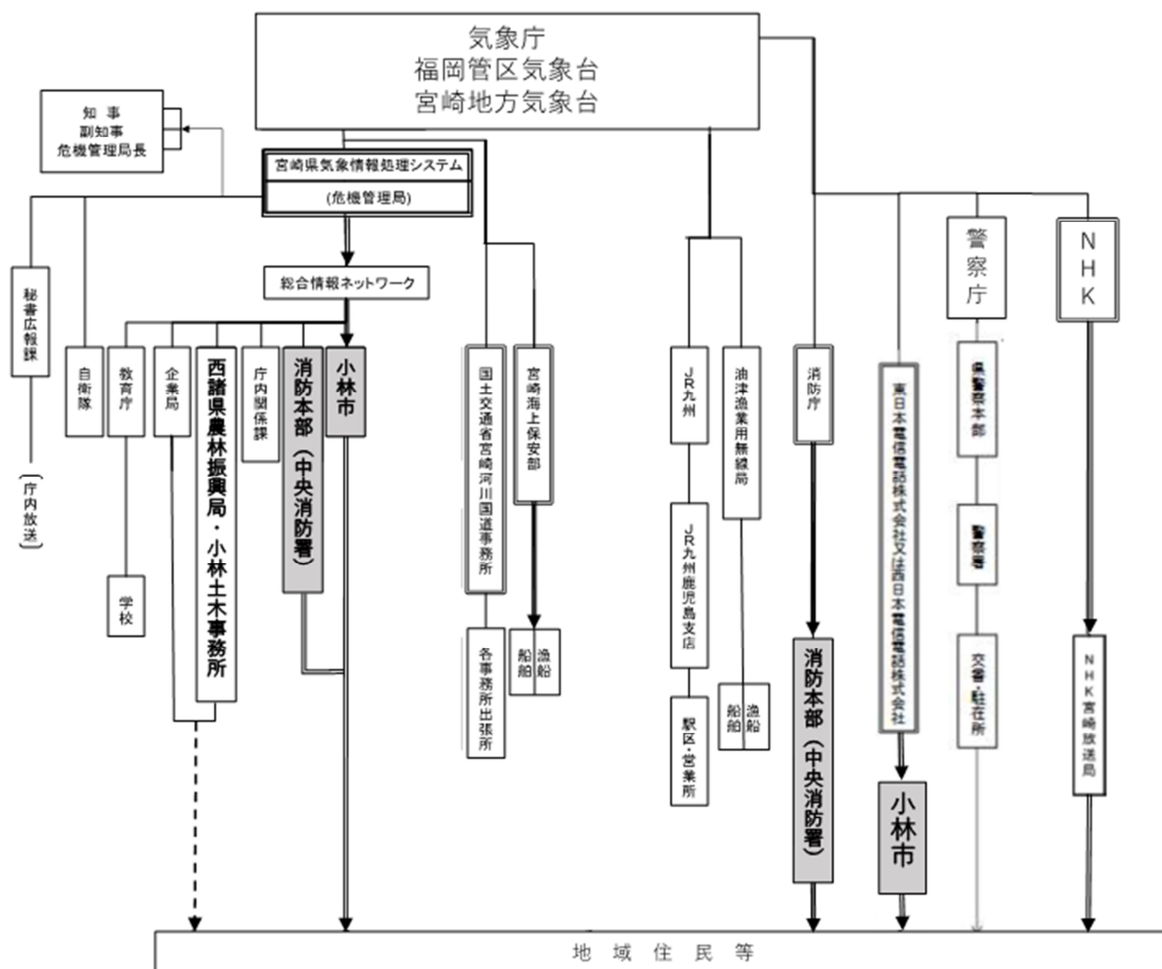 気象庁
福岡管区気象台
宮崎地方気象台
知 事
副知事
危機管理局長
宮崎県気象情報処理システム
(危機管理局)
総合情報ネットワーク
秘書広報課
(庁内放送)
自衛隊
教育庁
学校
企業局
西諸県農林振興局・小林土木事務所
庁内関係課
消防本部(中央消防署)
小林市
国土交通省宮崎河川国道事務所
各事務所出張所
宮崎海上保安部
漁船
船舶
JR九州
JR九州鹿児島支店
駅区・営業所
油津漁業用無線局
漁船
船舶
消防庁
消防本部(中央消防署)
東日本電信電話株式会社又は西日本電信電話株式会社
小林市
警察庁
県警察本部
警察署
交番・駐在所
NHK
NHK宮崎放送局
地 域 住 民 等